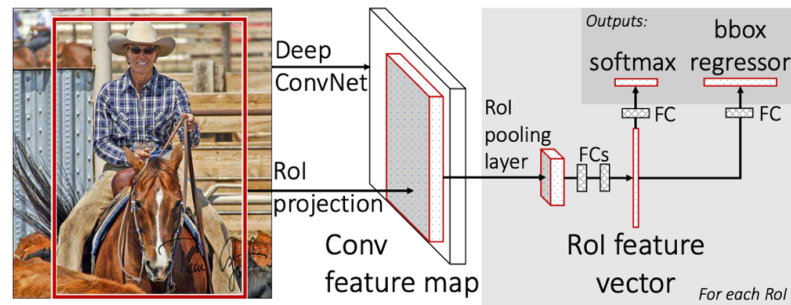 Deep
ConvNet
RoI
projection
Conv
feature map
RoI
pooling
layer
FCs
RoI feature
vector
Outputs:
softmax
bbox
regressor
FC
FC
For each RoI